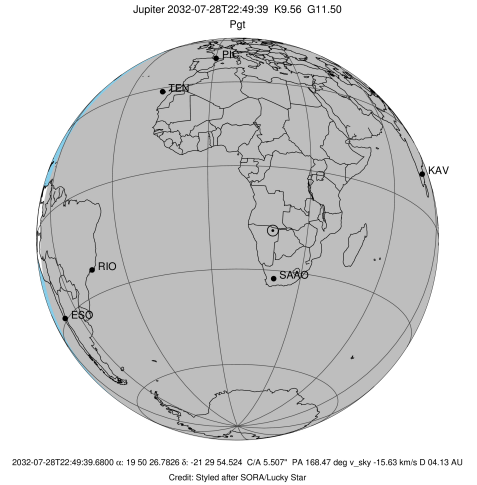 Jupiter 2032-07-28T22:49:39 K9.56 G11.50
Pgt
PIC
TEN
KAV
RIO
SAAO
ESO
2032-07-28T22:49:39.6800 α: 19 50 26.7826 δ: -21 29 54.524 C/A 5.507" PA 168.47 deg v_sky -15.63 km/s D 04.13 AU
Credit: Styled after SORA/Lucky Star